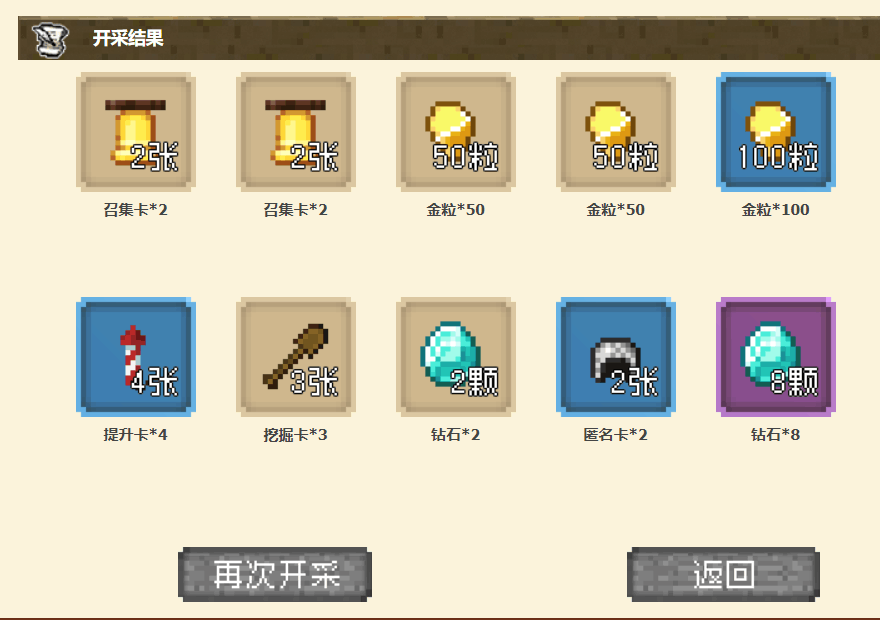 开采结果
2张 2张 50粒 50粒 100粒
召集卡*2 召集卡*2 金粒*50 金粒*50 金粒*100
4张 3张 2颗 2张 8颗
提升卡*4 挖掘卡*3 钻石*2 匿名卡*2 钻石*8
再次开采 返回